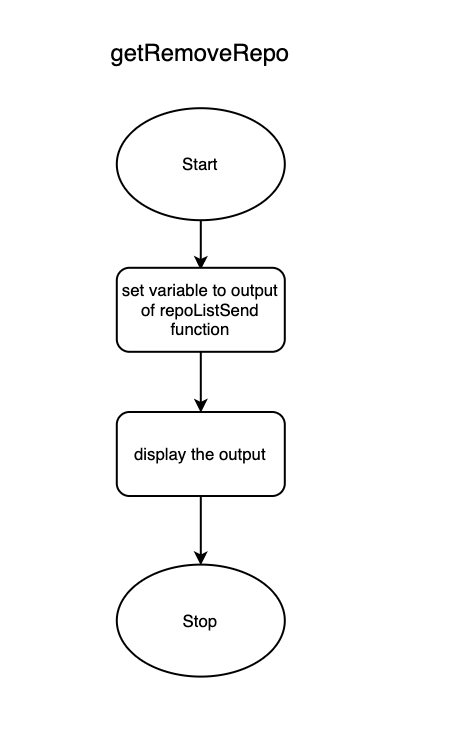 getRemoveRepo
Start
set variable to output
of repoListSend
function
display the output
Stop